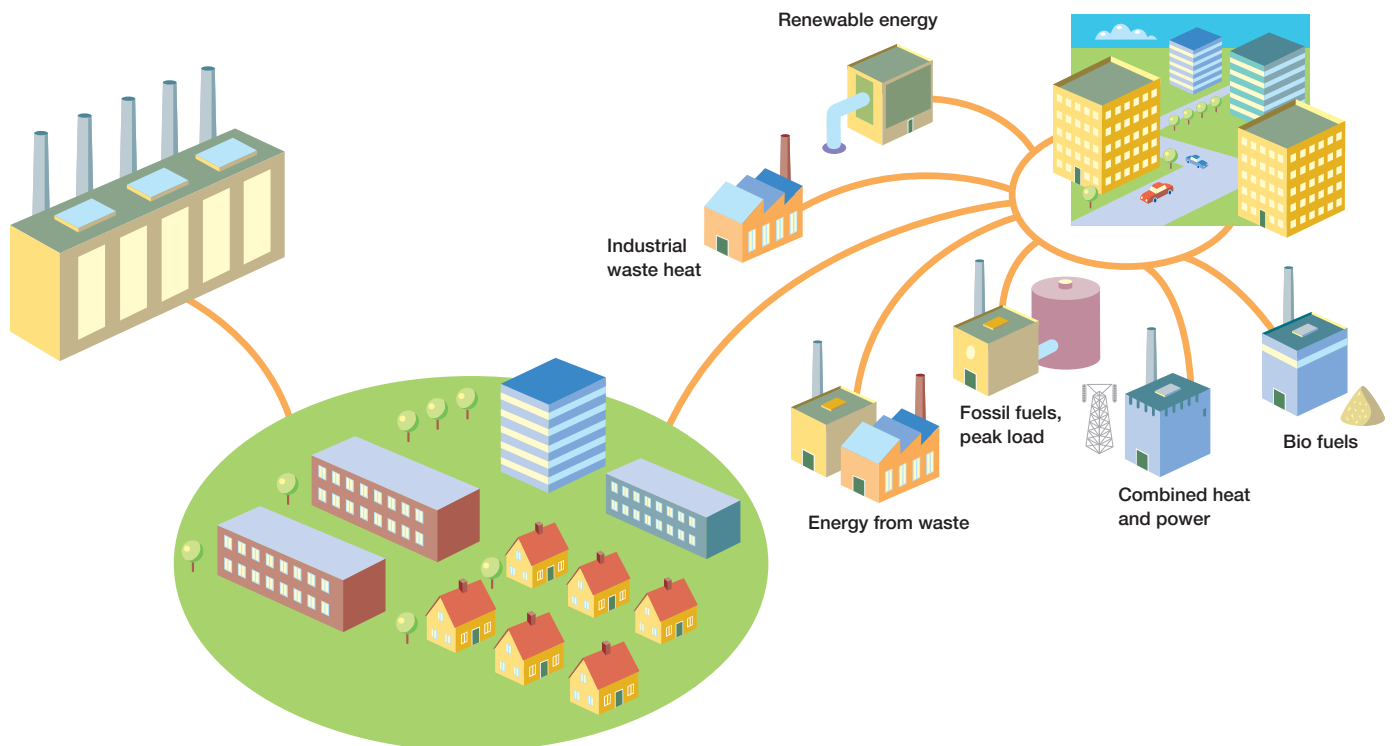 Renewable energy
Industrial
waste heat
Fossil fuels,
peak load
Bio fuels
Combined heat
and power
Energy from waste